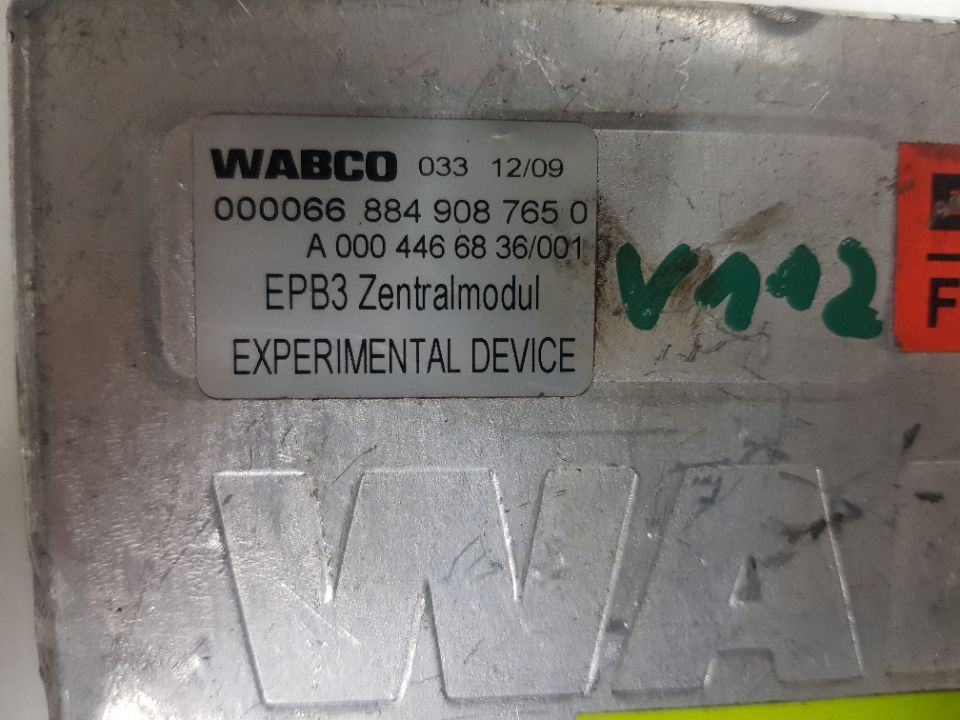 WABCO 033 12/09
000066 884 908 765 0
A 000 446 68 36/001
EPB3 Zentralmodul
EXPERIMENTAL DEVICE
V112
F
WA